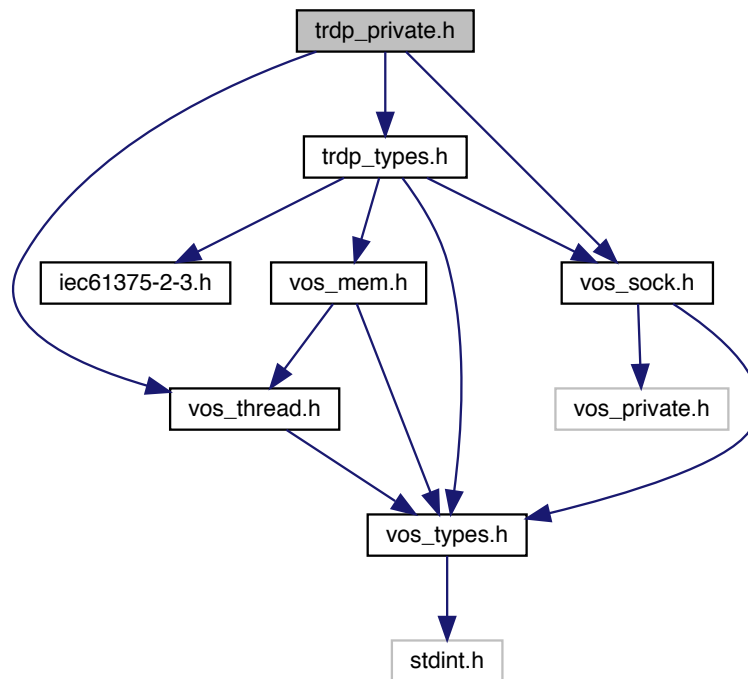 trdp_private.h
trdp_types.h
iec61375-2-3.h
vos_mem.h
vos_sock.h
vos_thread.h
vos_private.h
vos_types.h
stdint.h